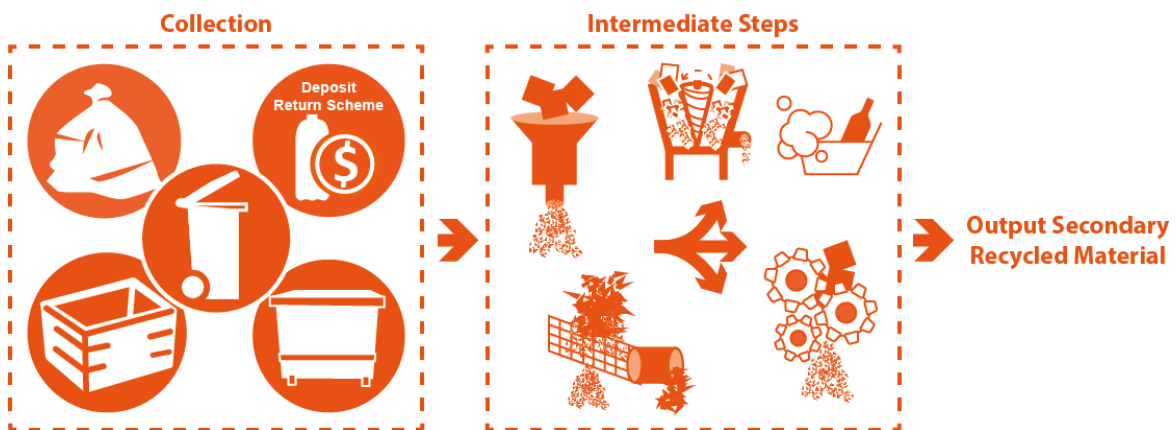 Collection
Intermediate Steps
Deposit
Return Scheme
$
Output Secondary
Recycled Material